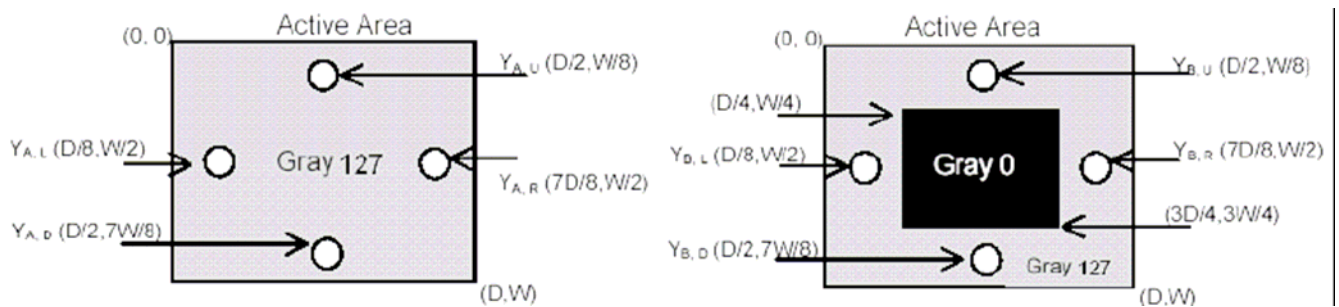 Active Area
(0, 0)
Y_A,U (D/2,W/8)
Y_A,L (D/8,W/2)
Gray 127
Y_A,R (7D/8,W/2)
Y_A,D (D/2,7W/8)
(D,W)
Active Area
(0, 0)
Y_B,U (D/2,W/8)
(D/4,W/4)
Y_D,L (D/8,W/2)
Gray 0
Y_B,R (7D/8,W/2)
(3D/4,3W/4)
Y_B,D (D/2,7W/8)
Gray 127
(D,W)